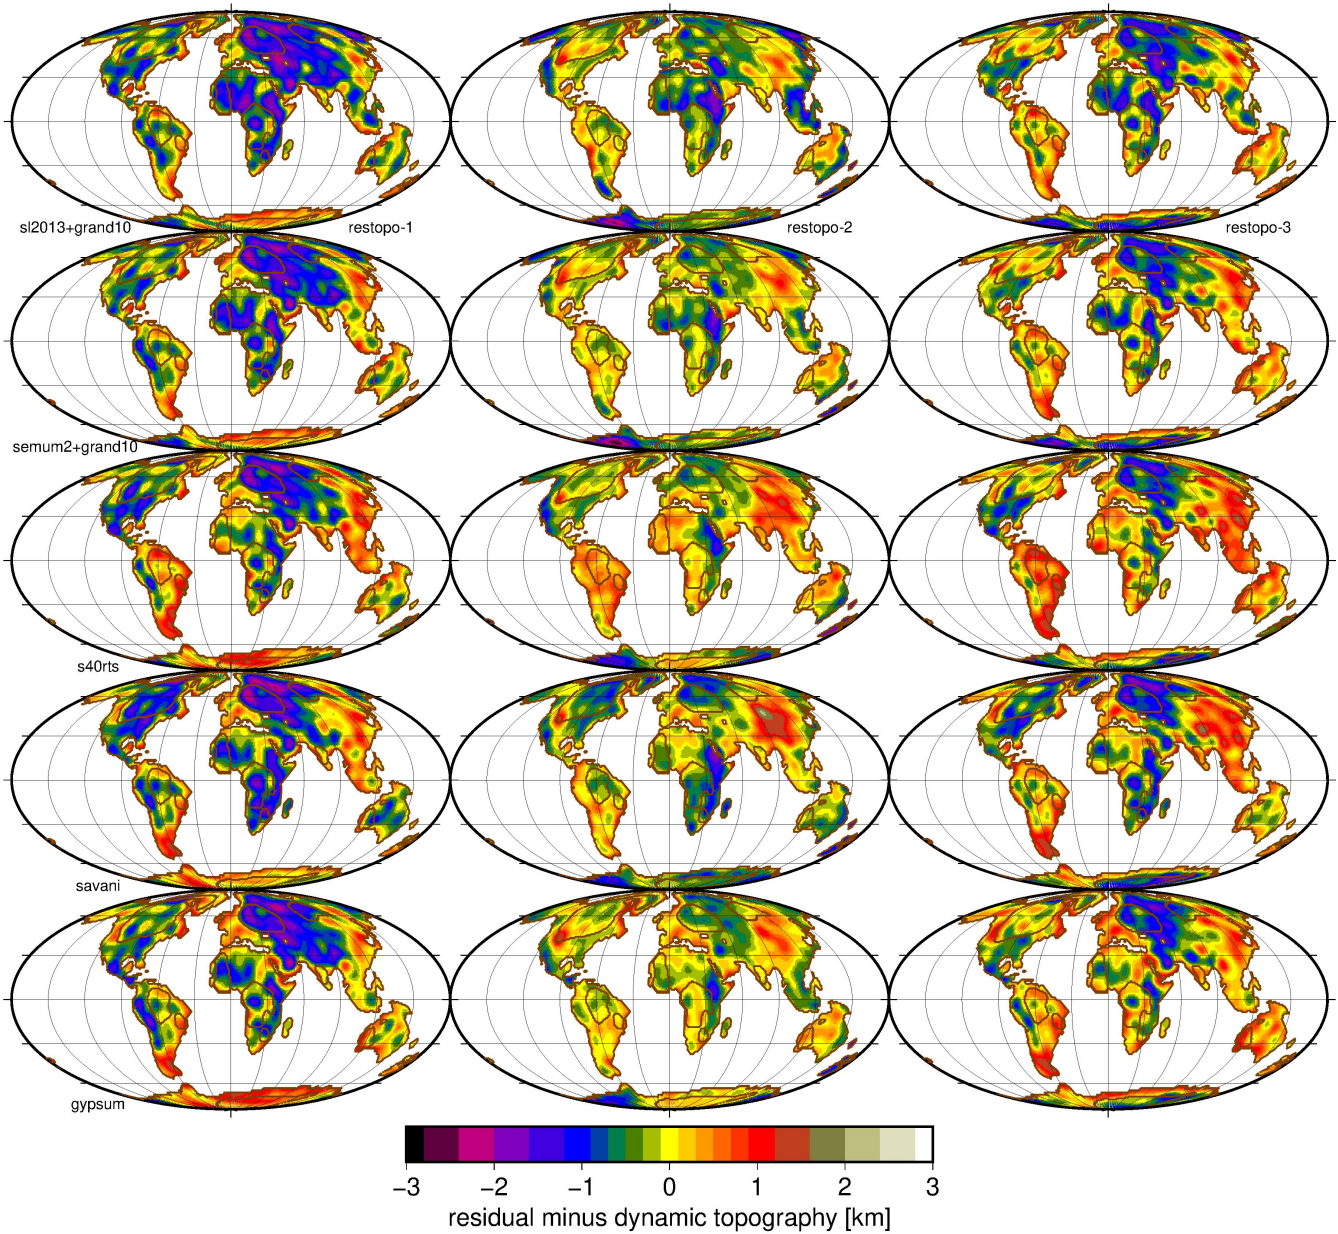 sl2013+grand10 restopo-1 restopo-2 restopo-3
semum2+grand10
s40rts
savani
gypsum
−3 −2 −1 0 1 2 3
residual minus dynamic topography [km]